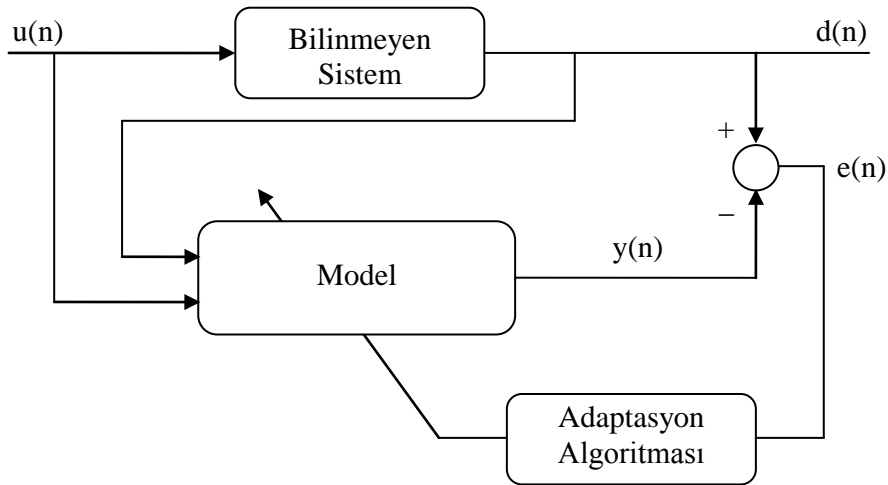 u(n)
Bilinmeyen
Sistem
d(n)
+
e(n)
−
y(n)
Model
Adaptasyon
Algoritması